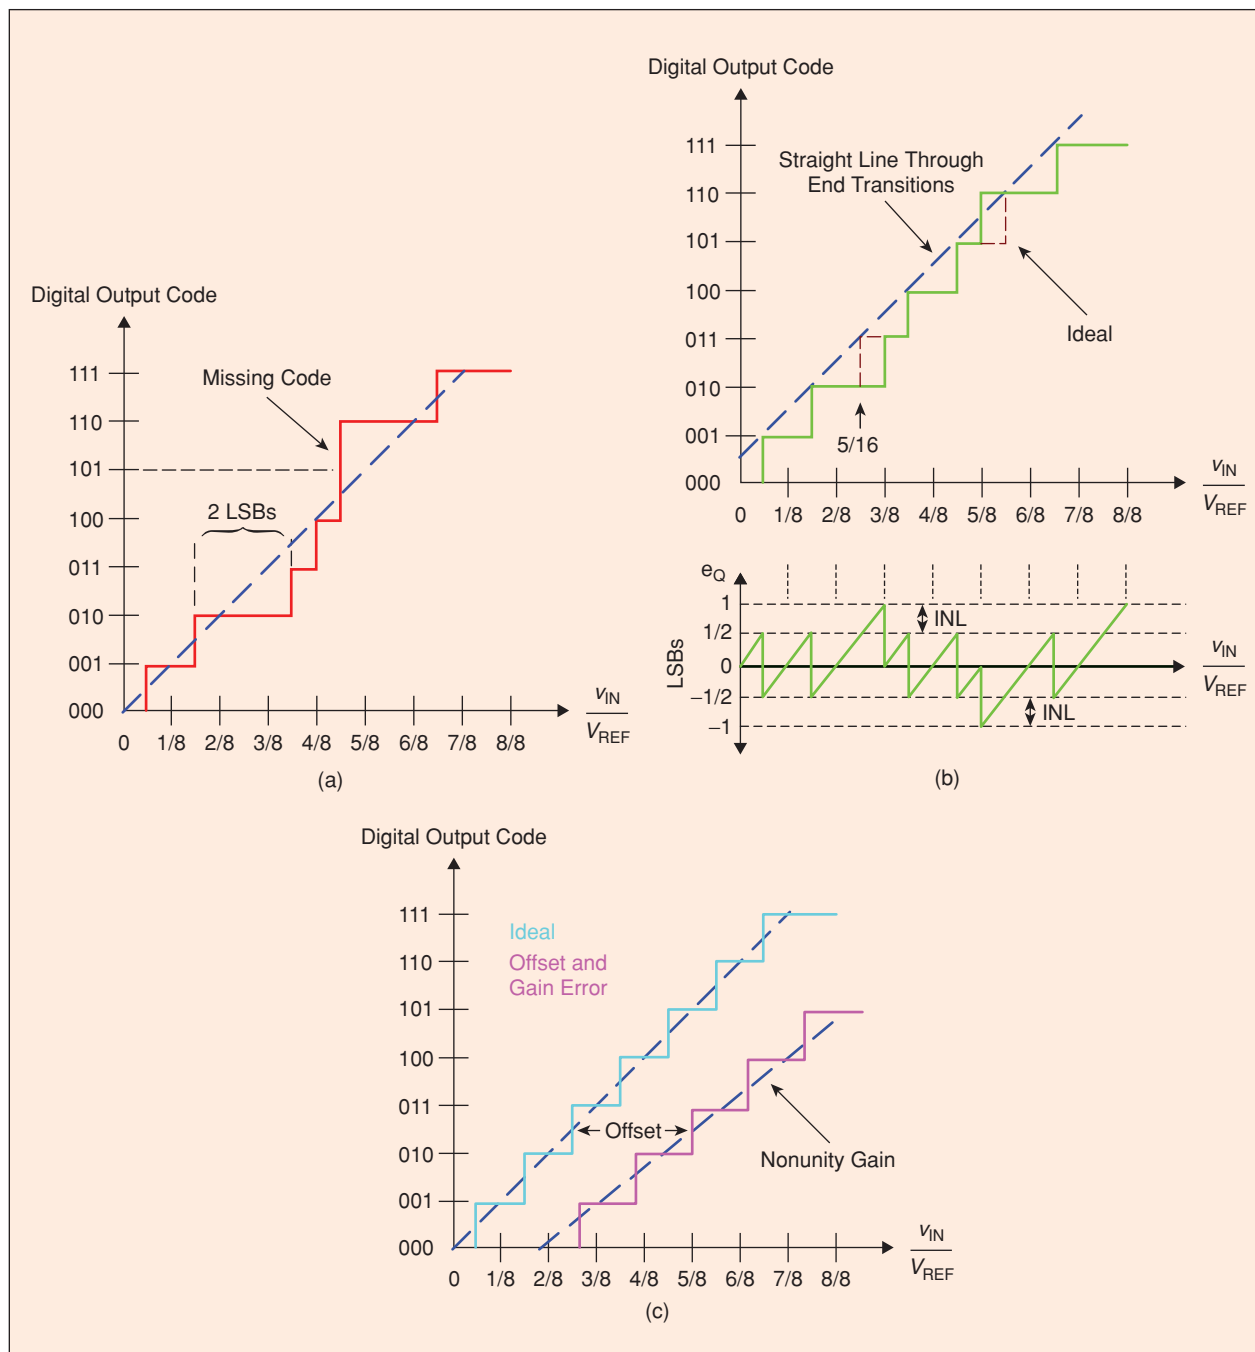 Digital Output Code
111
110
101
100
011
010
001
000
Missing Code
2 LSBs
0 1/8 2/8 3/8 4/8 5/8 6/8 7/8 8/8
vIN
VREF
(a)
Digital Output Code
111
110
101
100
011
010
001
000
Straight Line Through
End Transitions
Ideal
5/16
0 1/8 2/8 3/8 4/8 5/8 6/8 7/8 8/8
vIN
VREF
eQ
LSBs
1
1/2
0
−1/2
−1
INL
INL
vIN
VREF
(b)
Digital Output Code
111
110
101
100
011
010
001
000
Ideal
Offset and
Gain Error
Offset
Nonunity Gain
0 1/8 2/8 3/8 4/8 5/8 6/8 7/8 8/8
vIN
VREF
(c)